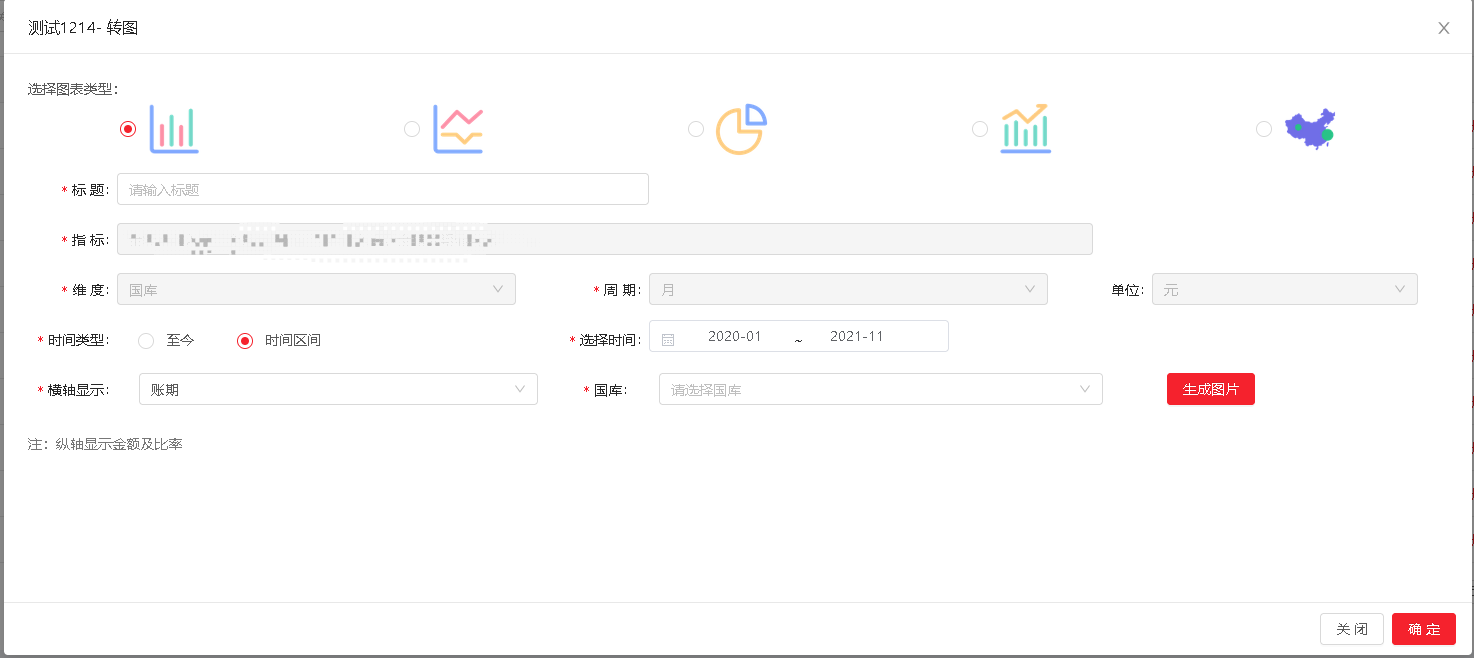 测试1214- 转图
选择图表类型:
* 标 题: 请输入标题
* 指 标:
* 维 度: 国库 * 周 期: 月 单位: 元
* 时间类型: 至今 时间区间 * 选择时间: 2020-01 ~ 2021-11
* 横轴显示: 账期 * 国库: 请选择国库 生成图片
注: 纵轴显示金额及比率
关 闭 确 定